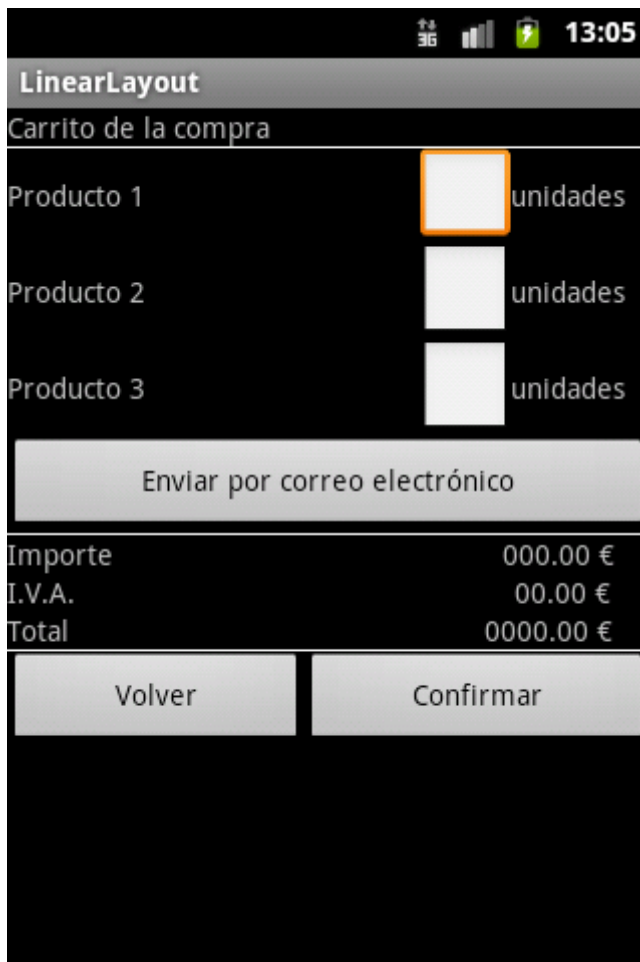 3G 13:05
LinearLayout
Carrito de la compra
Producto 1 unidades
Producto 2 unidades
Producto 3 unidades
Enviar por correo electrónico
Importe 000.00 €
I.V.A. 00.00 €
Total 0000.00 €
Volver Confirmar